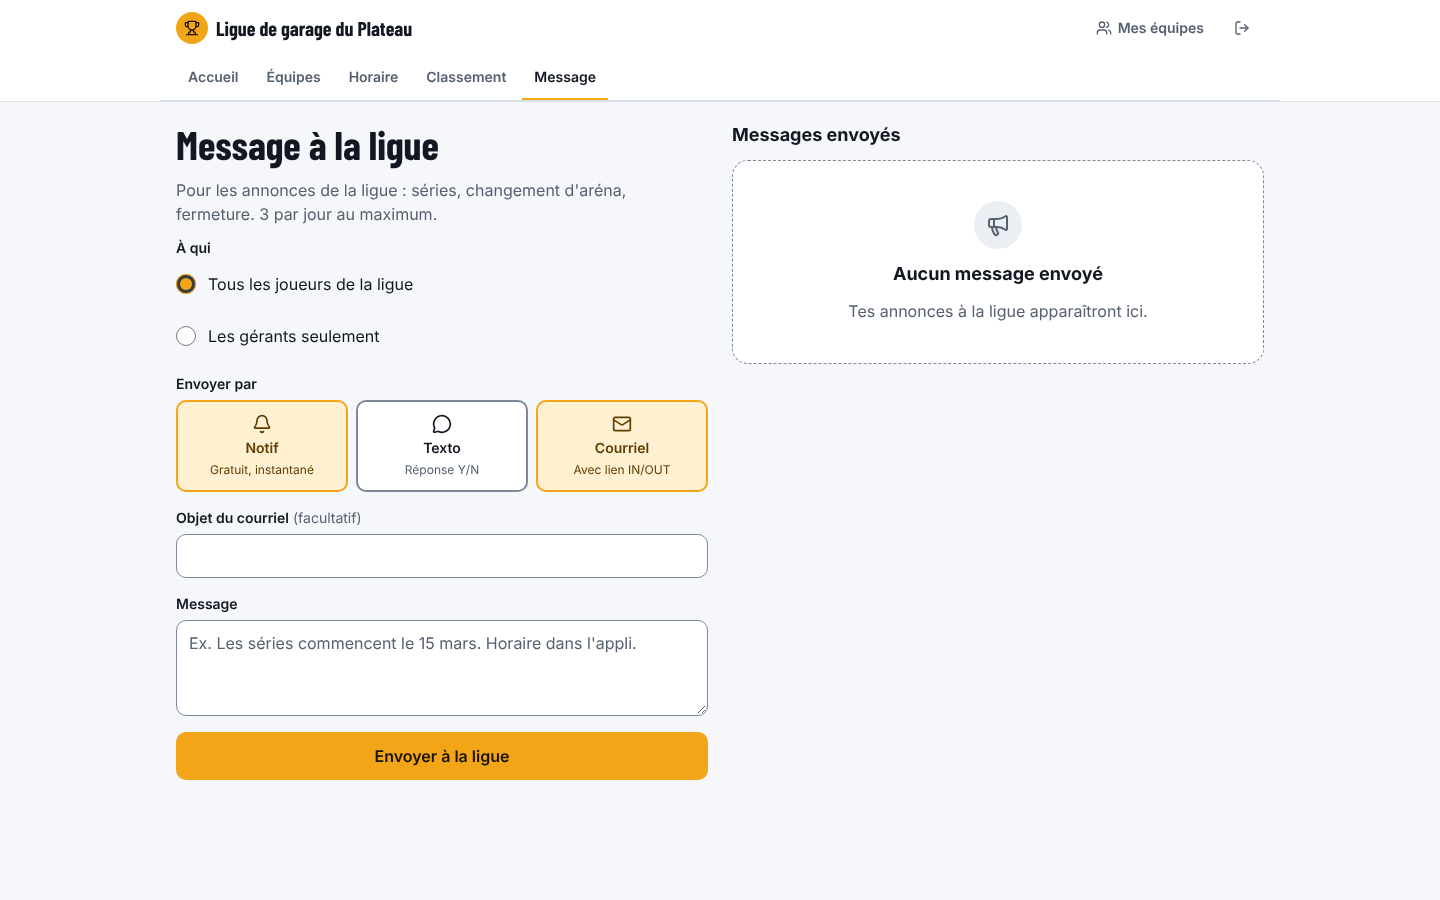 Ligue de garage du Plateau
Mes équipes
Accueil
Équipes
Horaire
Classement
Message
Message à la ligue
Pour les annonces de la ligue : séries, changement d'aréna,
fermeture. 3 par jour au maximum.
À qui
Tous les joueurs de la ligue
Les gérants seulement
Envoyer par
Notif
Gratuit, instantané
Texto
Réponse Y/N
Courriel
Avec lien IN/OUT
Objet du courriel (facultatif)
Message
Ex. Les séries commencent le 15 mars. Horaire dans l'appli.
Envoyer à la ligue
Messages envoyés
Aucun message envoyé
Tes annonces à la ligue apparaîtront ici.